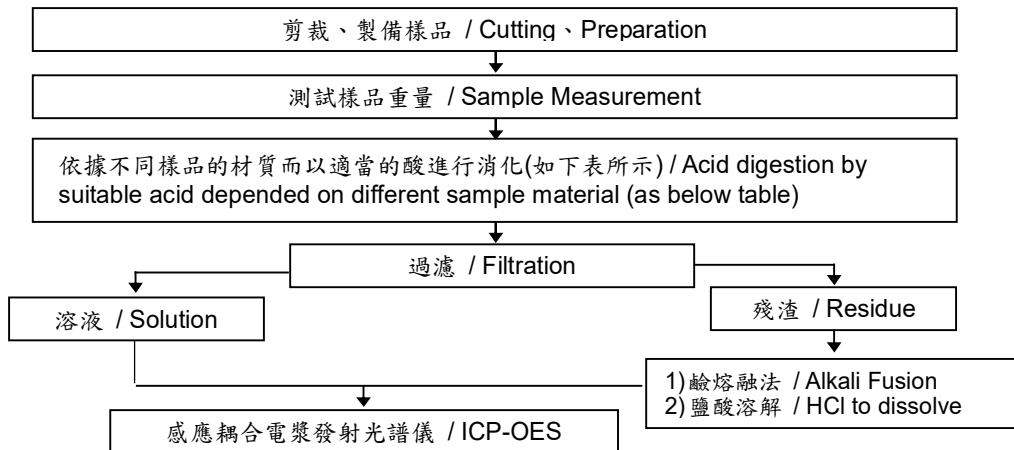 剪裁、製備樣品 / Cutting、Preparation
測試樣品重量 / Sample Measurement
依據不同樣品的材質而以適當的酸進行消化(如下表所示) / Acid digestion by
suitable acid depended on different sample material (as below table)
過濾 / Filtration
溶液 / Solution
殘渣 / Residue
1)鹼熔融法 / Alkali Fusion
2)鹽酸溶解 / HCl to dissolve
感應耦合電漿發射光譜儀 / ICP-OES